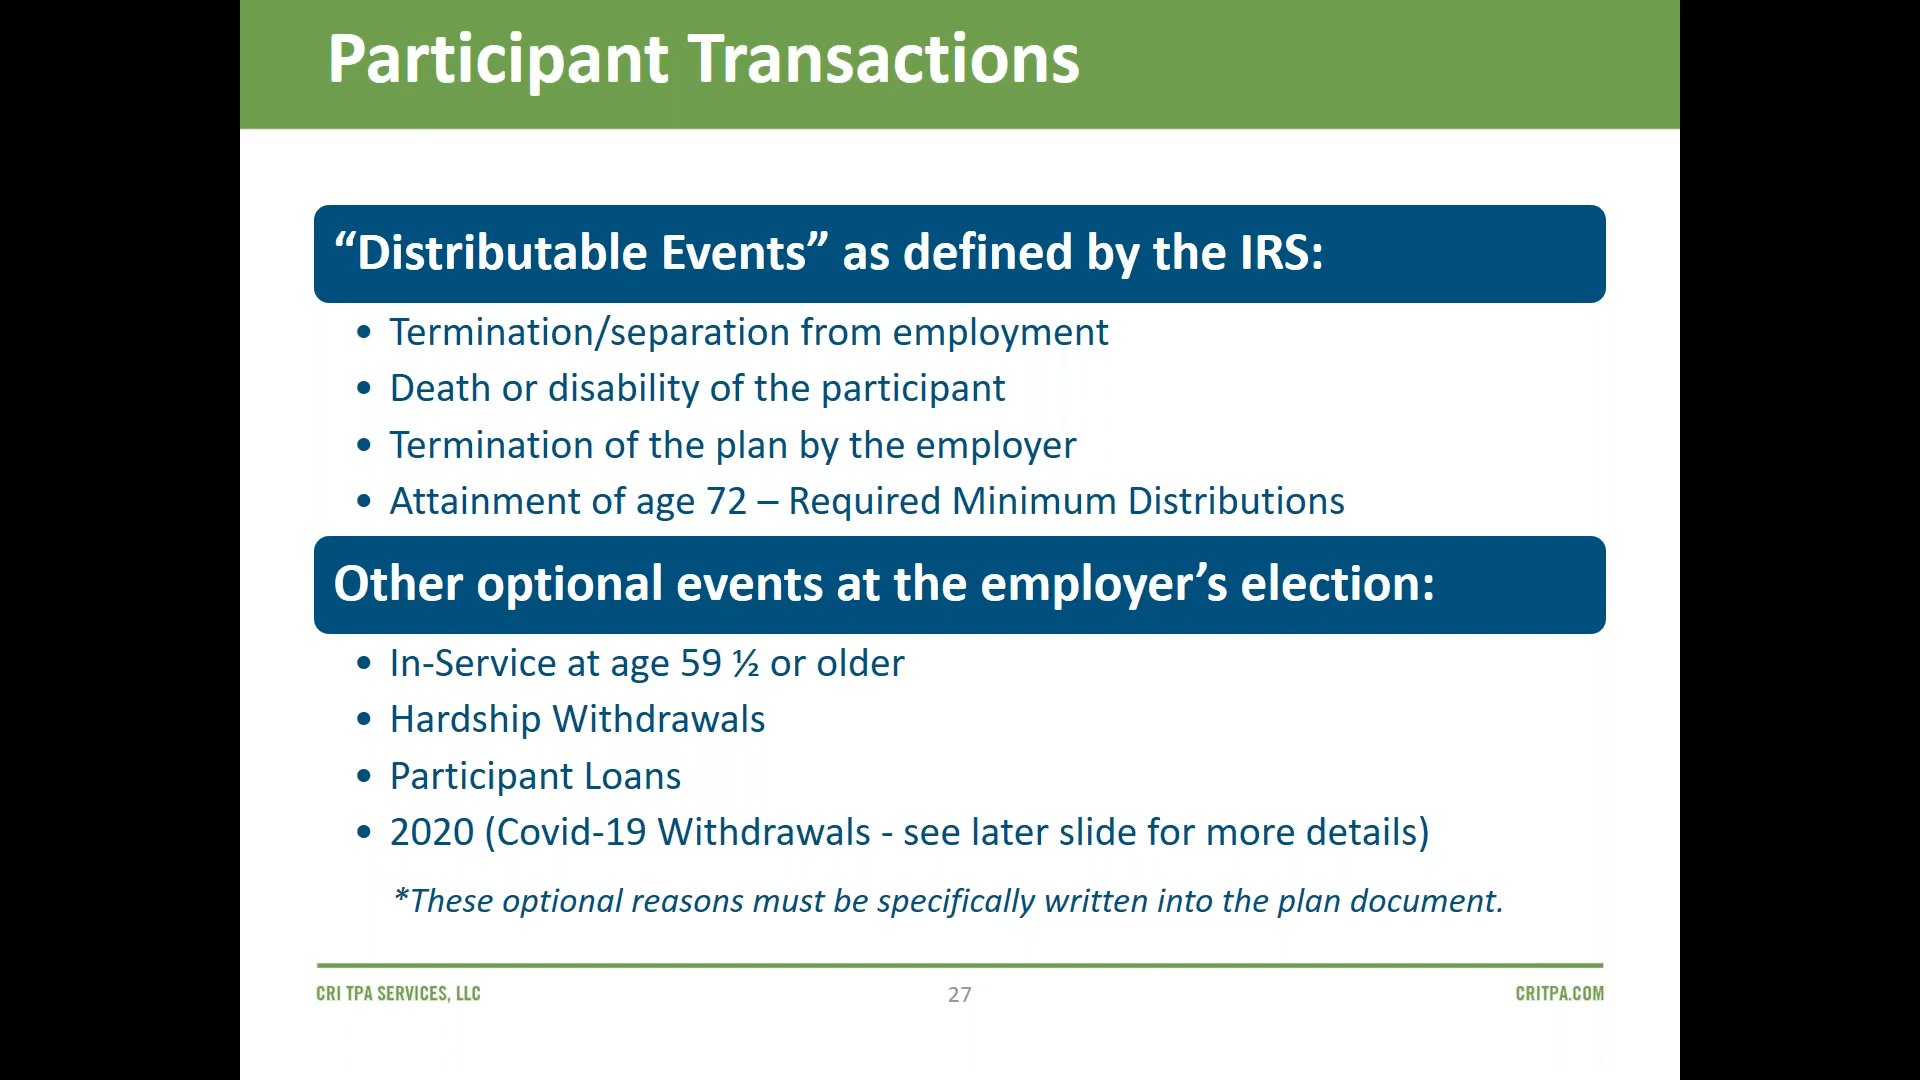 Participant Transactions
“Distributable Events” as defined by the IRS:
• Termination/separation from employment
• Death or disability of the participant
• Termination of the plan by the employer
• Attainment of age 72 – Required Minimum Distributions
Other optional events at the employer’s election:
• In-Service at age 59 ½ or older
• Hardship Withdrawals
• Participant Loans
• 2020 (Covid-19 Withdrawals - see later slide for more details)
*These optional reasons must be specifically written into the plan document.
CRI TPA SERVICES, LLC
27
CRITPA.COM